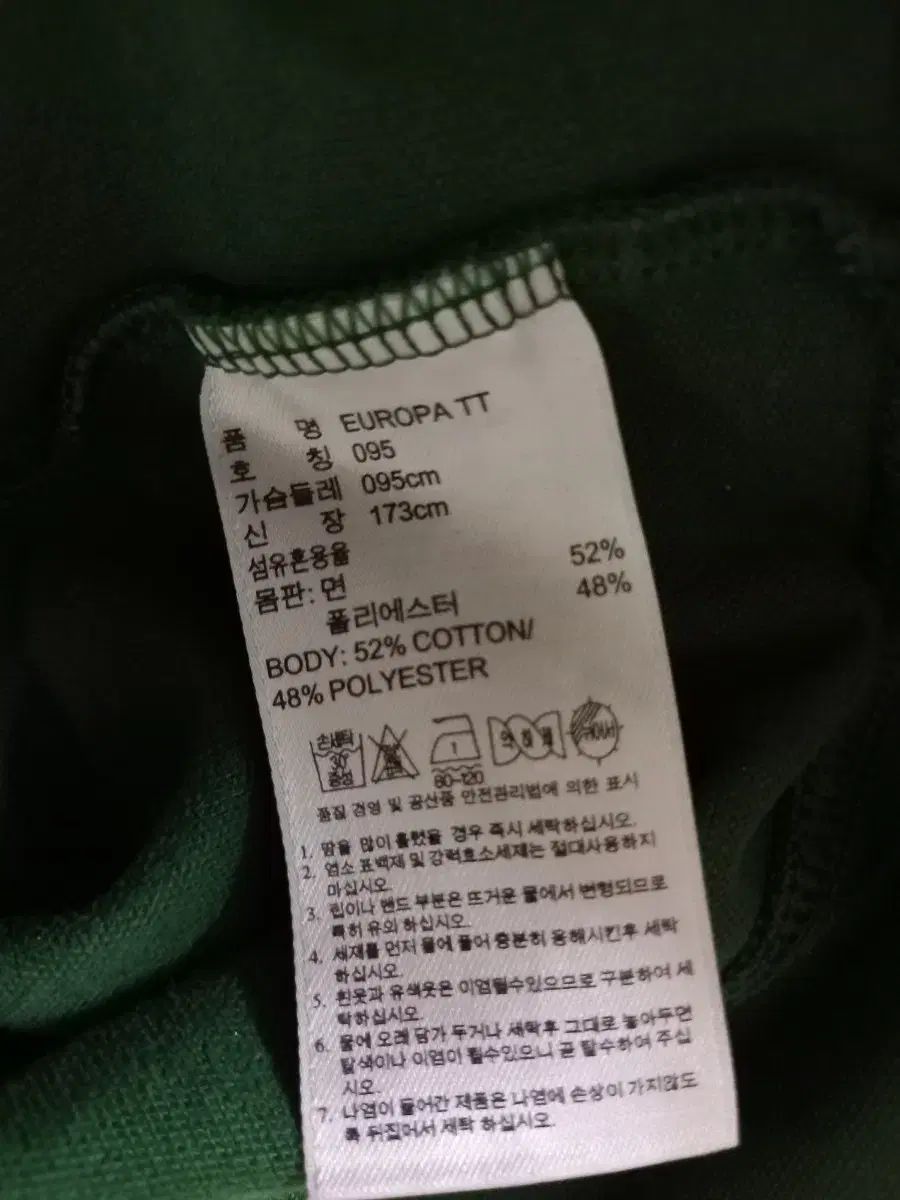 품 명 EUROPA TT
호 칭 095
가슴둘레 095cm
신 장 173cm
섬유혼용율
몸판: 면 52%
폴리에스터 48%
BODY: 52% COTTON/
48% POLYESTER
손세탁
30
중성
1
80~120
약 하 게
품질 경영 및 공산품 안전관리법에 의한 표시
1. 땀을 많이 흘렸을 경우 즉시 세탁하십시오.
2. 염소 표백제 및 강력효소세제는 절대사용하지
마십시오.
3. 립이나 밴드 부분은 뜨거운 물에서 변형되므로
특히 유의 하십시오.
4. 세재를 먼저 물에 풀어 충분히 용해시킨후 세탁
하십시오.
5. 흰옷과 유색옷은 이염될수있으므로 구분하여 세
탁하십시오
6. 물에 오래 담가 두거나 세탁후 그대로 놓아두면
탈색이나 이염이 될수있으니 곧 탈수하여 주십
시오.
7. 나염이 들어간 제품은 나염에 손상이 가지않도
록 뒤집어서 세탁 하십시오.